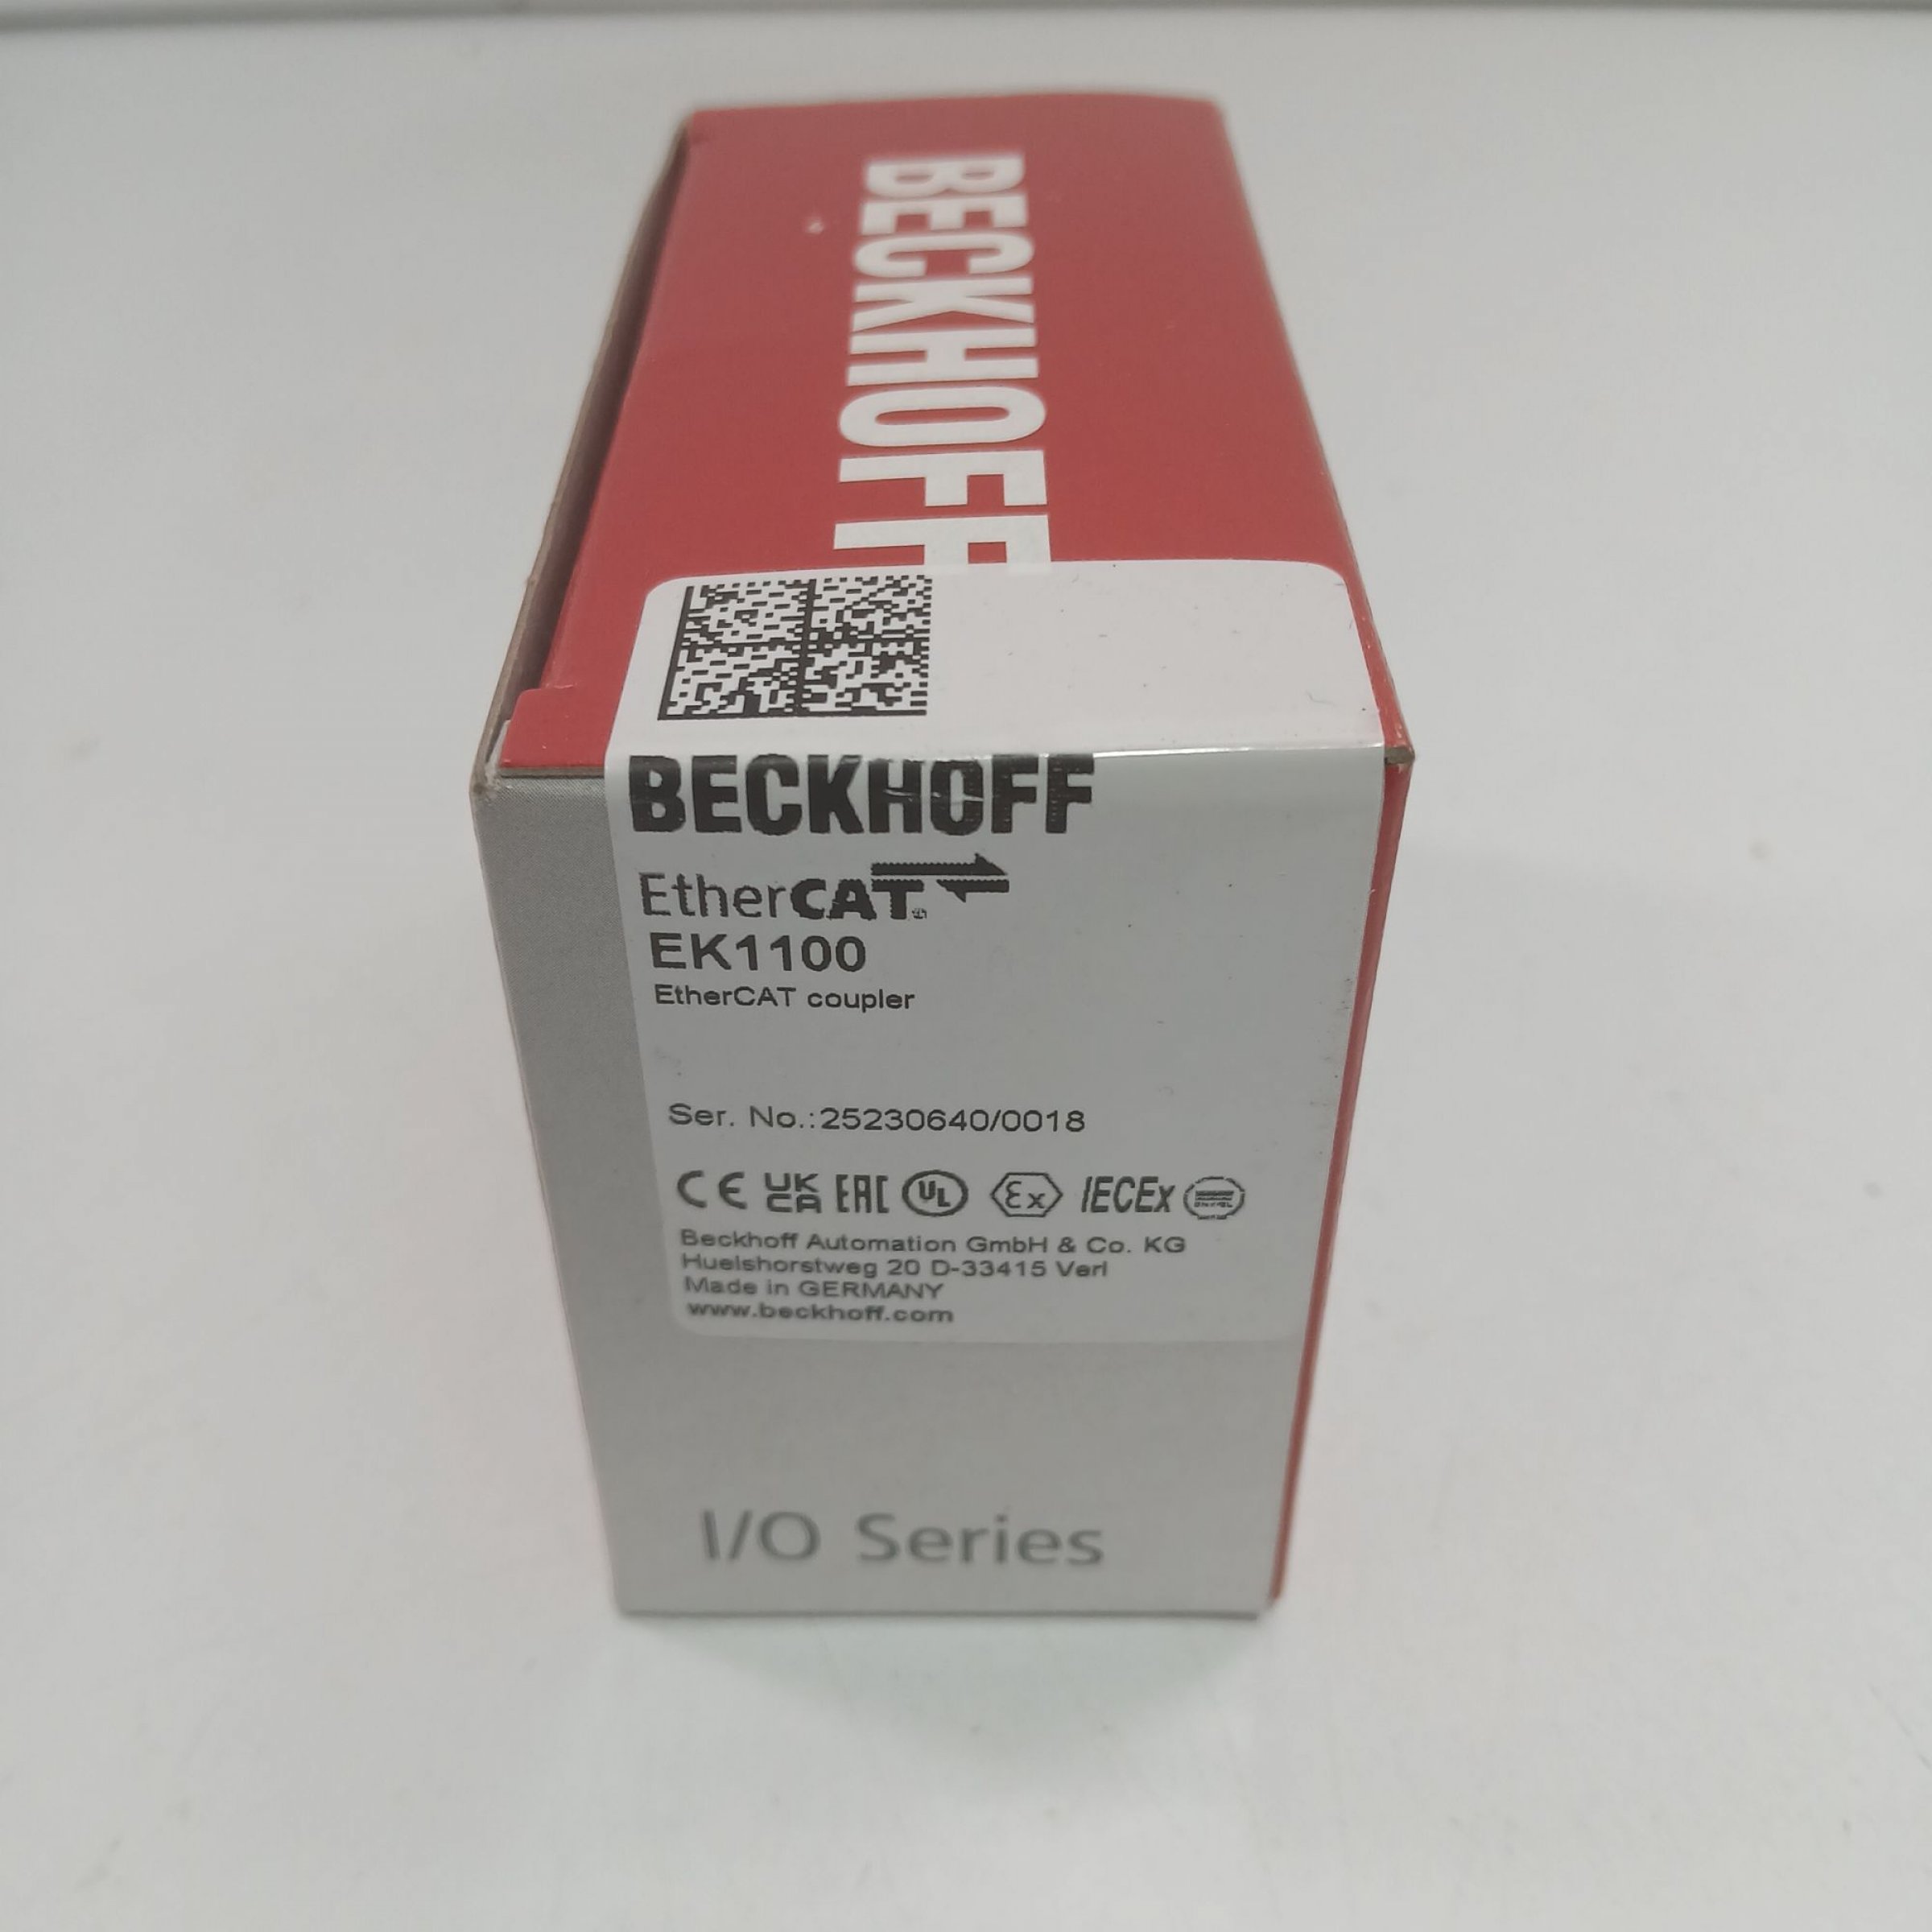 BECKHOFF
BECKHOFF
EtherCAT®
EK1100
EtherCAT coupler
Ser. No.:25230640/0018
CE UK CA EAC UL Ex IECEx
Beckhoff Automation GmbH & Co. KG
Huelshorstweg 20 D-33415 Verl
Made in GERMANY
www.beckhoff.com
I/O Series